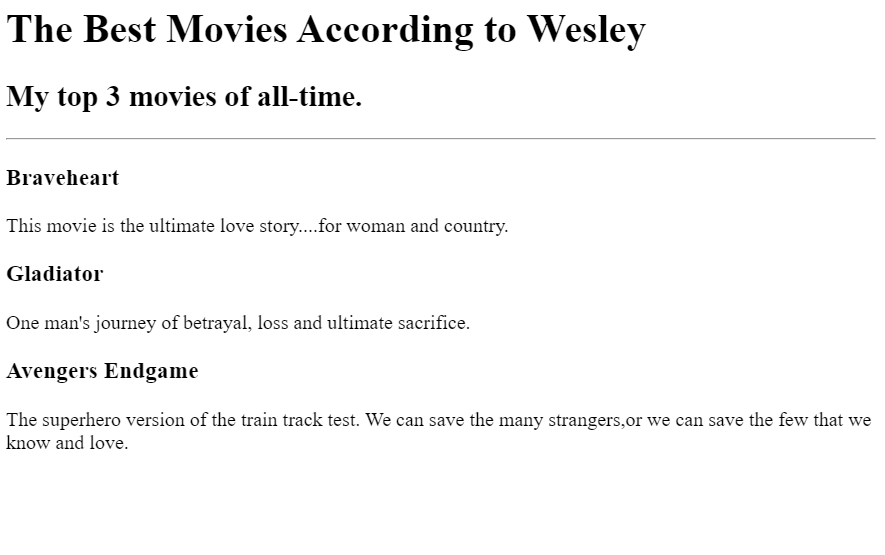 The Best Movies According to Wesley
My top 3 movies of all-time.
Braveheart
This movie is the ultimate love story....for woman and country.
Gladiator
One man's journey of betrayal, loss and ultimate sacrifice.
Avengers Endgame
The superhero version of the train track test. We can save the many strangers,or we can save the few that we
know and love.